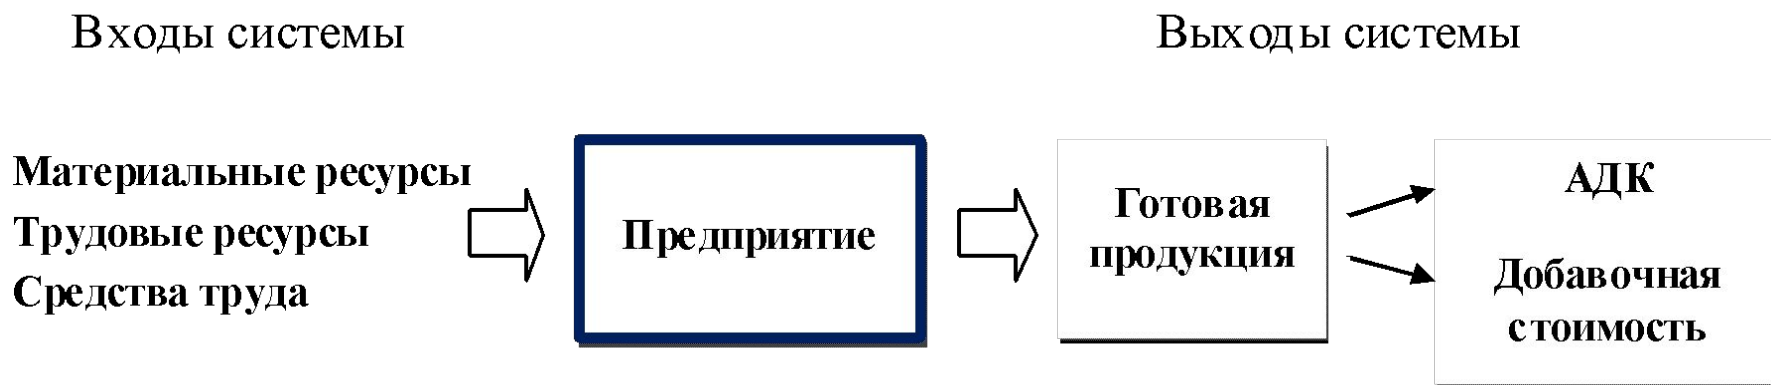 Входы системы
Выходы системы
Материальные ресурсы
Трудовые ресурсы
Средства труда
Предприятие
Готовая
продукция
АДК
Добавочная
стоимость